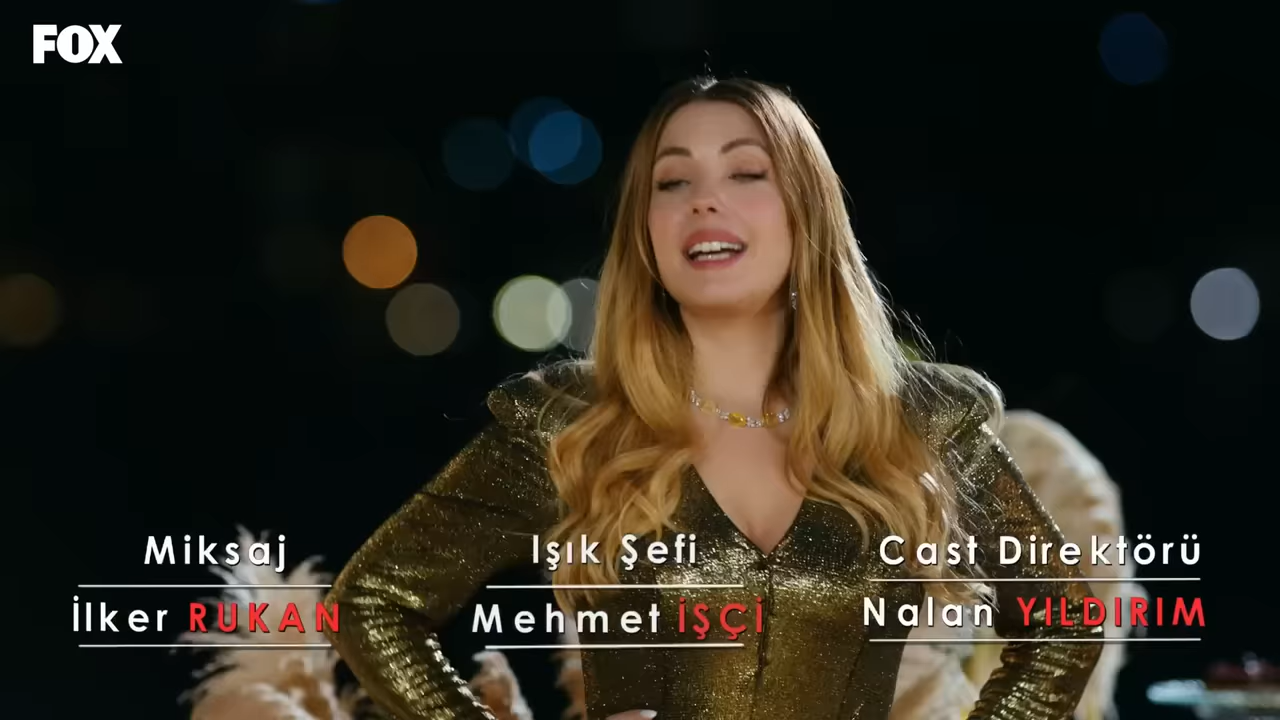 FOX
Miksaj
İlker RUKAN
Işık Şefi
Mehmet İŞÇİ
Cast Direktörü
Nalan YILDIRIM